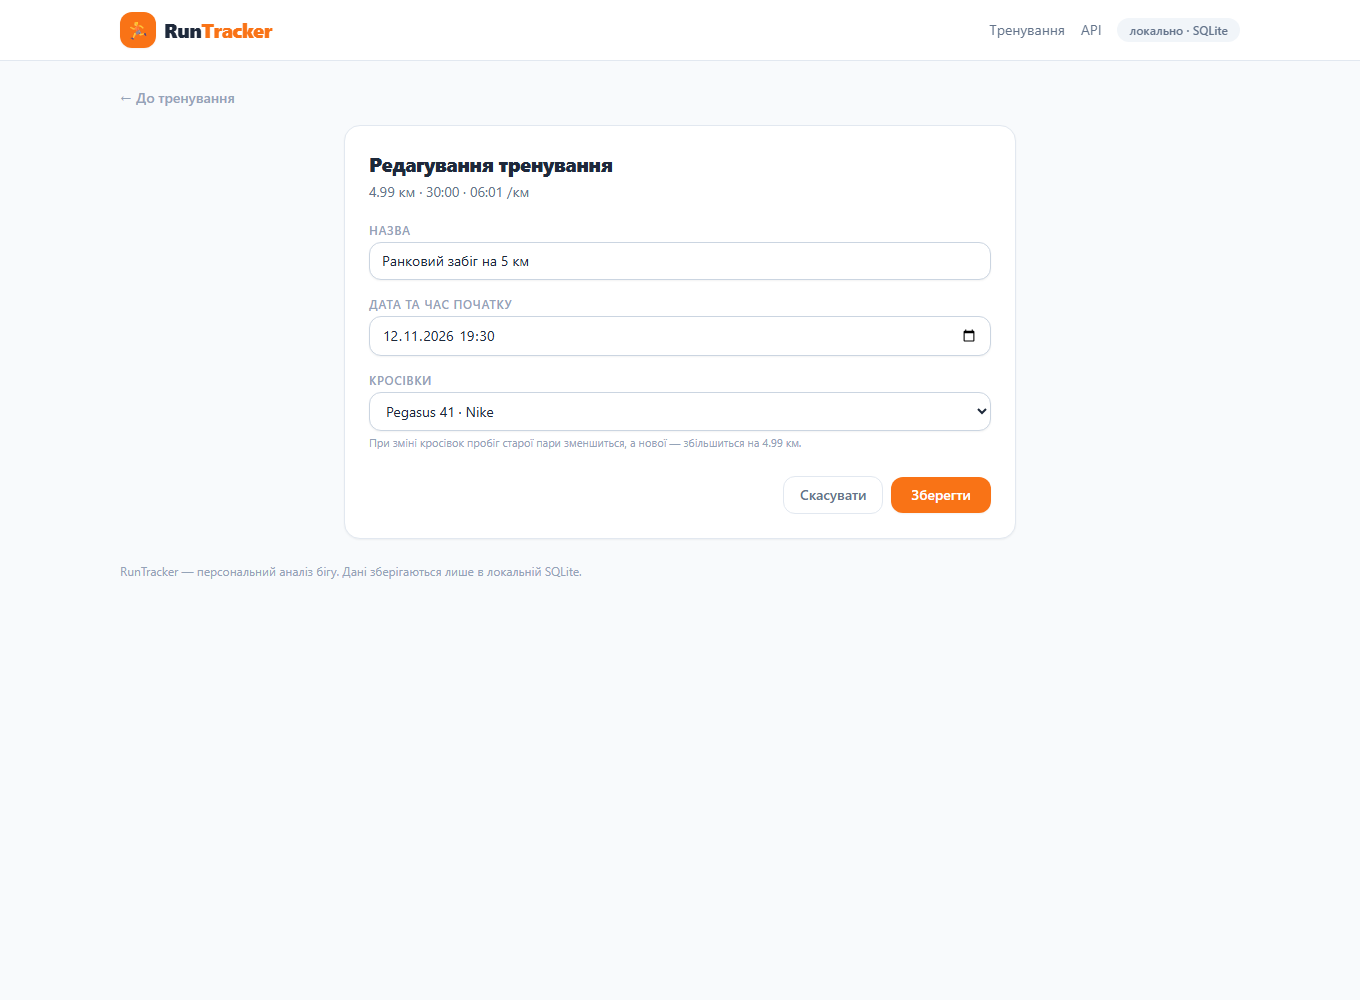 RunTracker
Тренування API локально · SQLite
← До тренування
Редагування тренування
4.99 км · 30:00 · 06:01 /км
НАЗВА
Ранковий забіг на 5 км
ДАТА ТА ЧАС ПОЧАТКУ
12.11.2026 19:30
КРОСІВКИ
Pegasus 41 · Nike
При зміні кросівок пробіг старої пари зменшиться, а нової — збільшиться на 4.99 км.
Скасувати Зберегти
RunTracker — персональний аналіз бігу. Дані зберігаються лише в локальній SQLite.